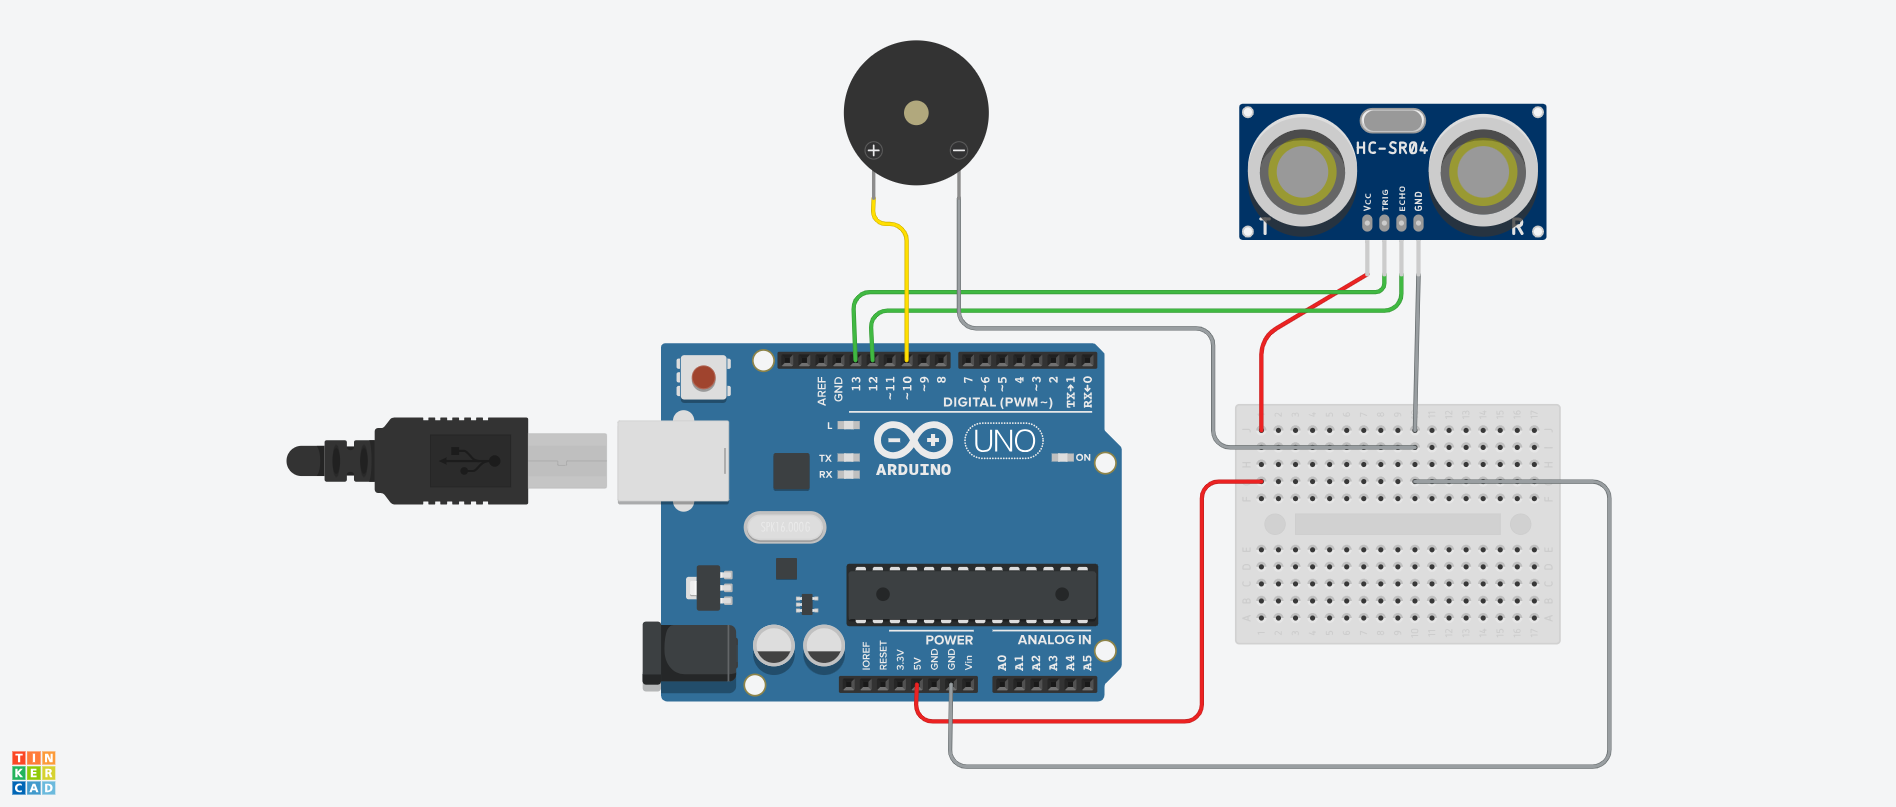 HC-SR04
VCC
TRIG
ECHO
GND
T
R
AREF
GND
13
12
~11
~10
~9
8
7
~6
~5
4
~3
2
TX→1
RX←0
DIGITAL (PWM~)
L
TX
RX
ARDUINO
UNO
ON
POWER
ANALOG IN
IOREF
RESET
3.3V
5V
GND
GND
Vin
A0
A1
A2
A3
A4
A5
TIN
KER
CAD